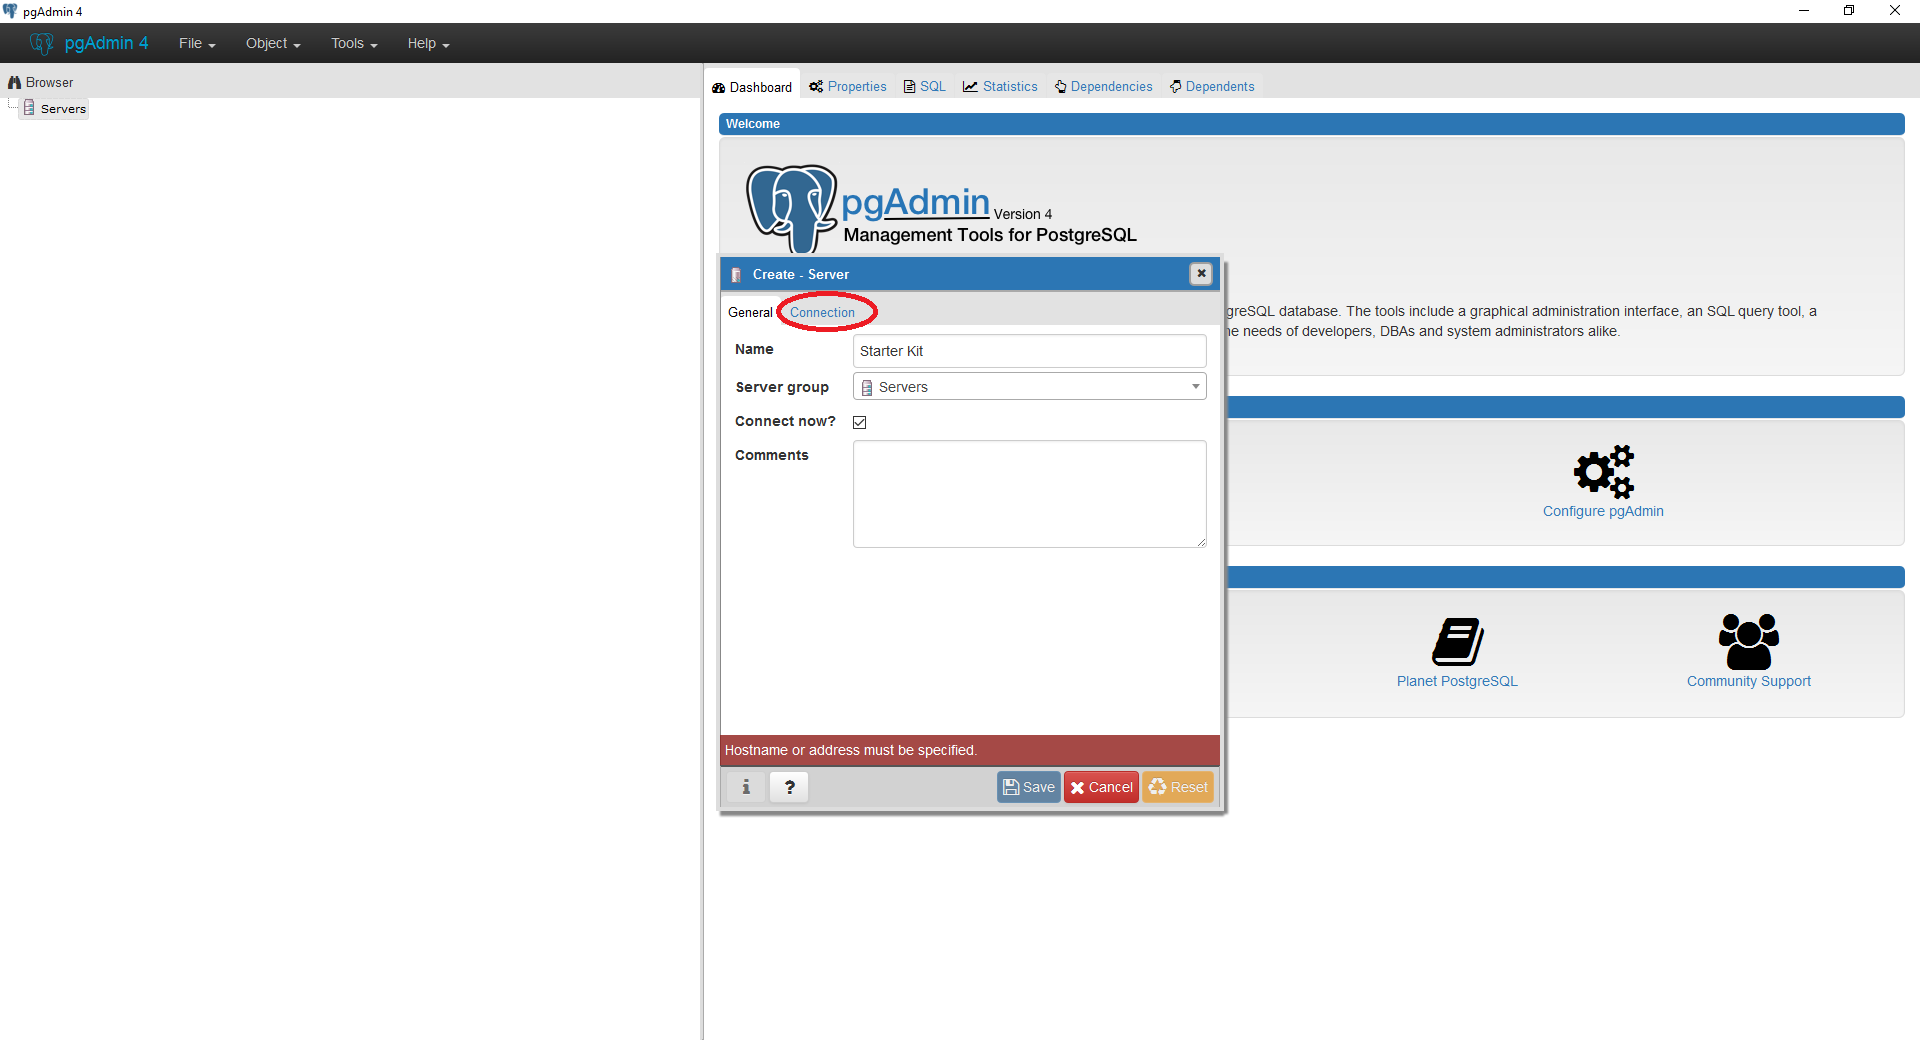 pgAdmin 4
pgAdmin 4 File Object Tools Help
Browser
Servers
Dashboard Properties SQL Statistics Dependencies Dependents
Welcome
pgAdmin Version 4
Management Tools for PostgreSQL
Create - Server
General Connection
greSQL database. The tools include a graphical administration interface, an SQL query tool, a
e needs of developers, DBAs and system administrators alike.
Name Starter Kit
Server group Servers
Connect now?
Comments
Configure pgAdmin
Planet PostgreSQL
Community Support
Hostname or address must be specified.
i ? Save Cancel Reset